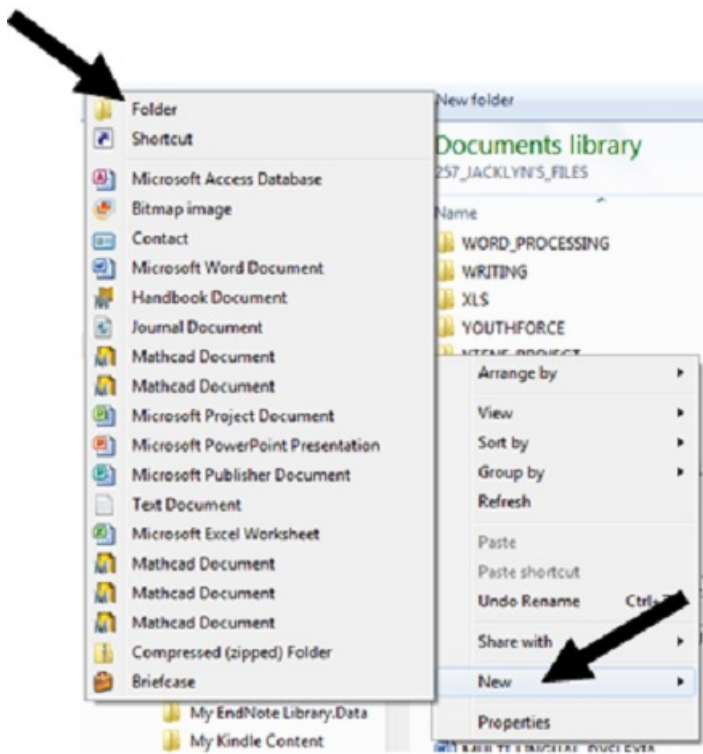 Folder
Shortcut
Microsoft Access Database
Bitmap image
Contact
Microsoft Word Document
Handbook Document
Journal Document
Mathcad Document
Mathcad Document
Microsoft Project Document
Microsoft PowerPoint Presentation
Microsoft Publisher Document
Text Document
Microsoft Excel Worksheet
Mathcad Document
Mathcad Document
Mathcad Document
Compressed (zipped) Folder
Briefcase
My EndNote Library.Data
My Kindle Content
New folder
Documents library
257_JACKLYN'S_FILES
Name
WORD_PROCESSING
WRITING
XLS
YOUTHFORCE
Arrange by
View
Sort by
Group by
Refresh
Paste
Paste shortcut
Undo Rename
Share with
New
Properties